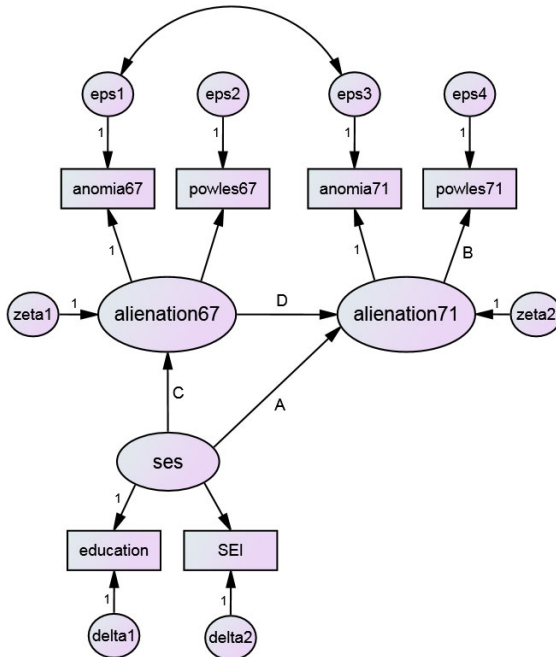 eps1
eps2
eps3
eps4
1
1
1
1
anomia67
powles67
anomia71
powles71
1
1
B
zeta1
1
alienation67
D
alienation71
1
zeta2
C
A
ses
1
education
SEI
1
1
delta1
delta2